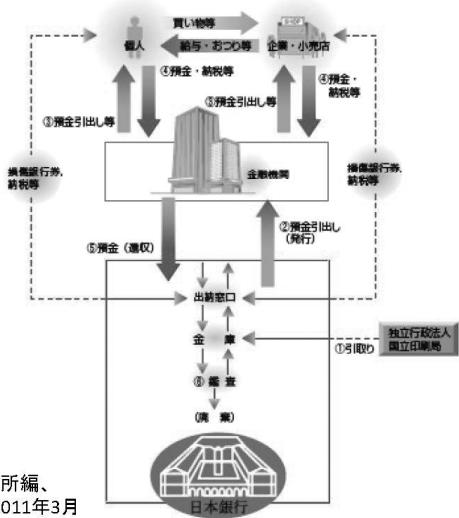 買い物等
個人
給与・おつり等
企業・小売店
④預金・納税等
④預金・
納税等
③預金引出し等
③預金引出し等
損傷銀行券、
納税等
金融機関
損傷銀行券、
納税等
②預金引出し
(発行)
⑤預金(還収)
出納窓口
金庫
①引取り
独立行政法人
国立印刷局
⑥鑑査
(廃棄)
日本銀行
所編、
011年3月